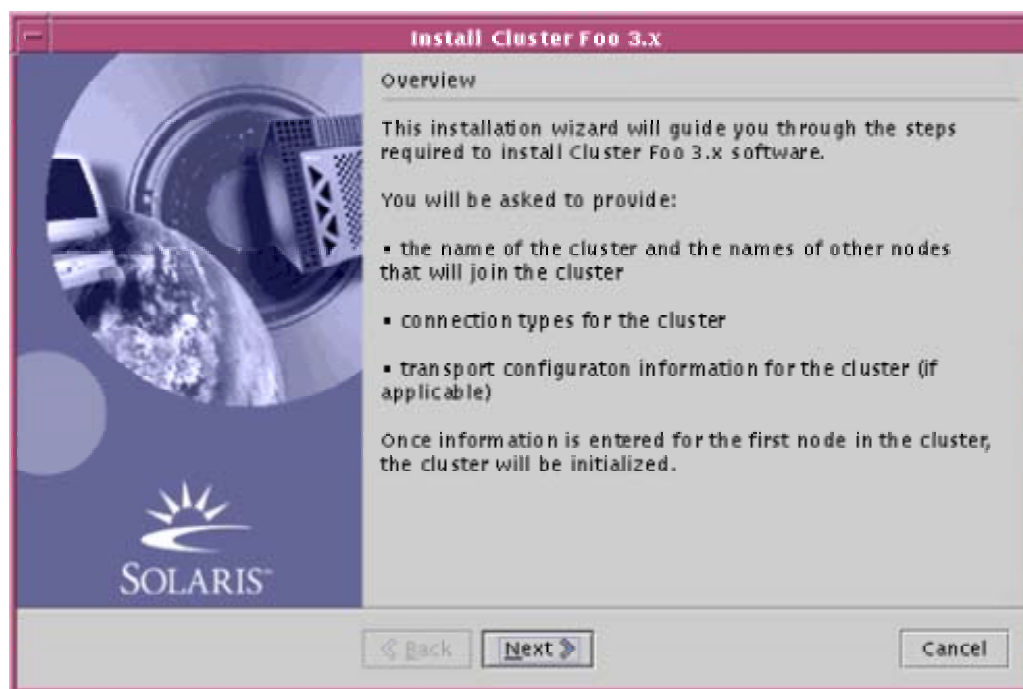 Install Cluster Foo 3.x
Overview
This installation wizard will guide you through the steps
required to install Cluster Foo 3.x software.
You will be asked to provide:
▪ the name of the cluster and the names of other nodes
that will join the cluster
▪ connection types for the cluster
▪ transport configuraton information for the cluster (if
applicable)
Once information is entered for the first node in the cluster,
the cluster will be initialized.
SOLARIS™
Back
Next
Cancel